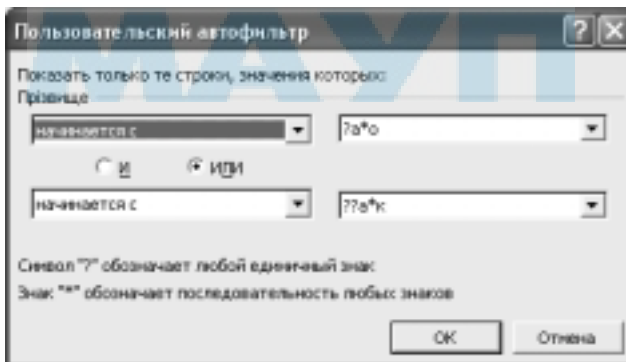 МАУП
Пользовательский автофильтр
Показать только те строки, значения которых:
Прізвище
начинается с ?а*о
И ИЛИ
начинается с ??а*к
Символ "?" обозначает любой единичный знак
Знак "*" обозначает последовательность любых знаков
ОК Отмена